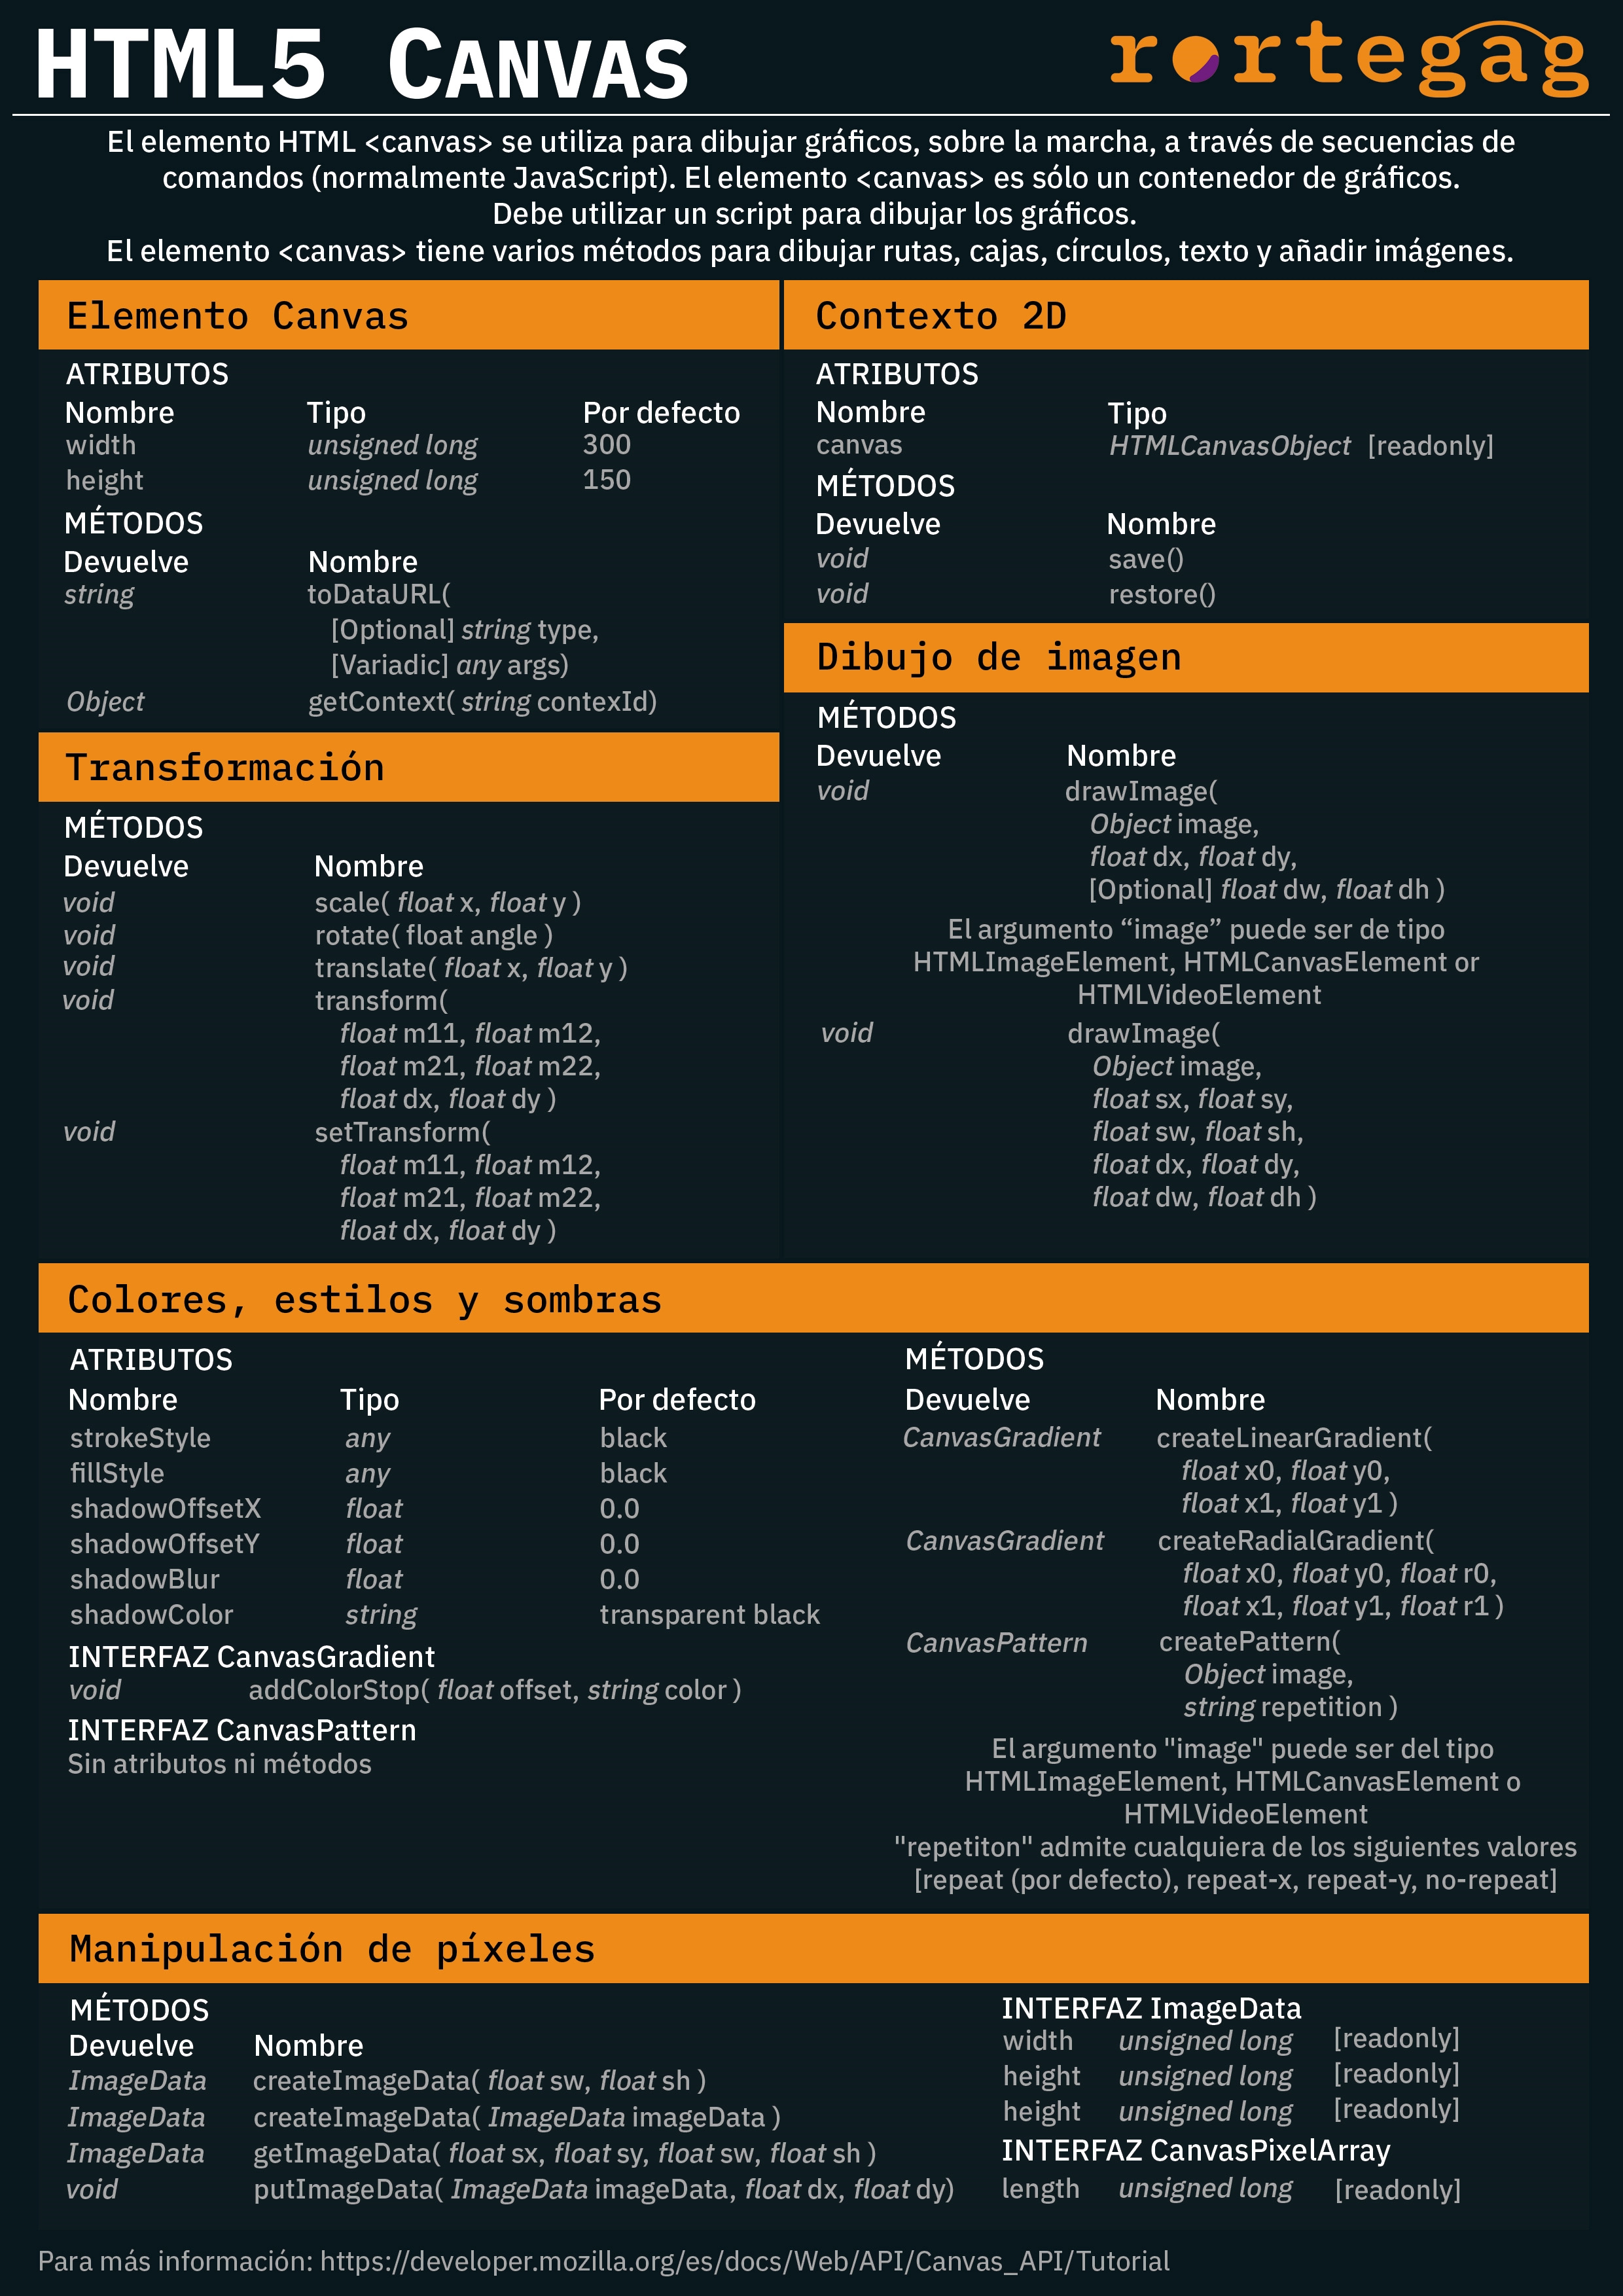 HTML5 CANVAS
rortegag
El elemento HTML <canvas> se utiliza para dibujar gráficos, sobre la marcha, a través de secuencias de
comandos (normalmente JavaScript). El elemento <canvas> es sólo un contenedor de gráficos.
Debe utilizar un script para dibujar los gráficos.
El elemento <canvas> tiene varios métodos para dibujar rutas, cajas, círculos, texto y añadir imágenes.
Elemento Canvas
ATRIBUTOS
Nombre Tipo Por defecto
width unsigned long 300
height unsigned long 150
MÉTODOS
Devuelve Nombre
string toDataURL(
[Optional] string type,
[Variadic] any args)
Object getContext( string contexId)
Transformación
MÉTODOS
Devuelve Nombre
void scale( float x, float y )
void rotate( float angle )
void translate( float x, float y )
void transform(
float m11, float m12,
float m21, float m22,
float dx, float dy )
void setTransform(
float m11, float m12,
float m21, float m22,
float dx, float dy )
Contexto 2D
ATRIBUTOS
Nombre Tipo
canvas HTMLCanvasObject [readonly]
MÉTODOS
Devuelve Nombre
void save()
void restore()
Dibujo de imagen
MÉTODOS
Devuelve Nombre
void drawImage(
Object image,
float dx, float dy,
[Optional] float dw, float dh )
El argumento “image” puede ser de tipo
HTMLImageElement, HTMLCanvasElement or
HTMLVideoElement
void drawImage(
Object image,
float sx, float sy,
float sw, float sh,
float dx, float dy,
float dw, float dh )
Colores, estilos y sombras
ATRIBUTOS
Nombre Tipo Por defecto
strokeStyle any black
fillStyle any black
shadowOffsetX float 0.0
shadowOffsetY float 0.0
shadowBlur float 0.0
shadowColor string transparent black
INTERFAZ CanvasGradient
void addColorStop( float offset, string color )
INTERFAZ CanvasPattern
Sin atributos ni métodos
MÉTODOS
Devuelve Nombre
CanvasGradient createLinearGradient(
float x0, float y0,
float x1, float y1 )
CanvasGradient createRadialGradient(
float x0, float y0, float r0,
float x1, float y1, float r1 )
CanvasPattern createPattern(
Object image,
string repetition )
El argumento "image" puede ser del tipo
HTMLImageElement, HTMLCanvasElement o
HTMLVideoElement
"repetiton" admite cualquiera de los siguientes valores
[repeat (por defecto), repeat-x, repeat-y, no-repeat]
Manipulación de píxeles
MÉTODOS
Devuelve Nombre
ImageData createImageData( float sw, float sh )
ImageData createImageData( ImageData imageData )
ImageData getImageData( float sx, float sy, float sw, float sh )
void putImageData( ImageData imageData, float dx, float dy)
INTERFAZ ImageData
width unsigned long [readonly]
height unsigned long [readonly]
height unsigned long [readonly]
INTERFAZ CanvasPixelArray
length unsigned long [readonly]
Para más información: https://developer.mozilla.org/es/docs/Web/API/Canvas_API/Tutorial